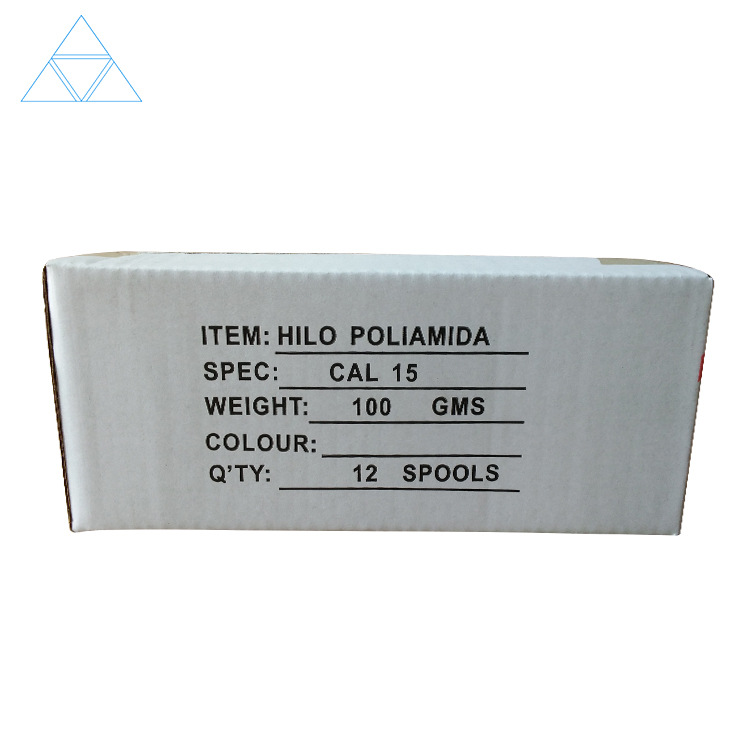 ITEM: HILO POLIAMIDA
SPEC: CAL 15
WEIGHT: 100 GMS
COLOUR:
Q'TY: 12 SPOOLS